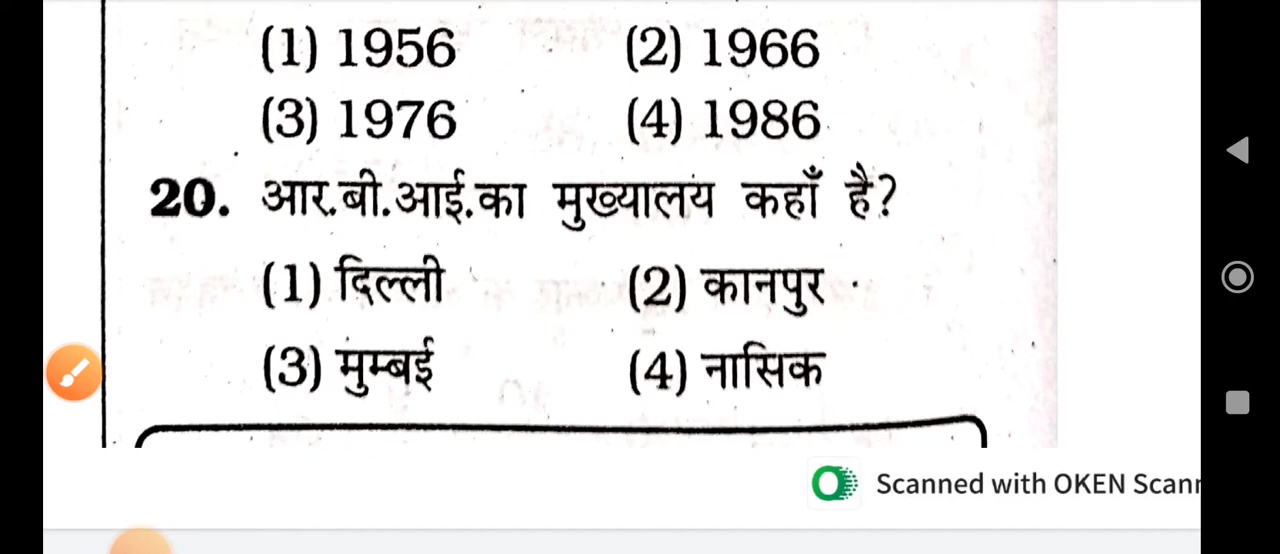 (1) 1956 (2) 1966
(3) 1976 (4) 1986
20. आर.बी.आई.का मुख्यालय कहाँ है?
(1) दिल्ली (2) कानपुर
(3) मुम्बई (4) नासिक
Scanned with OKEN Scann